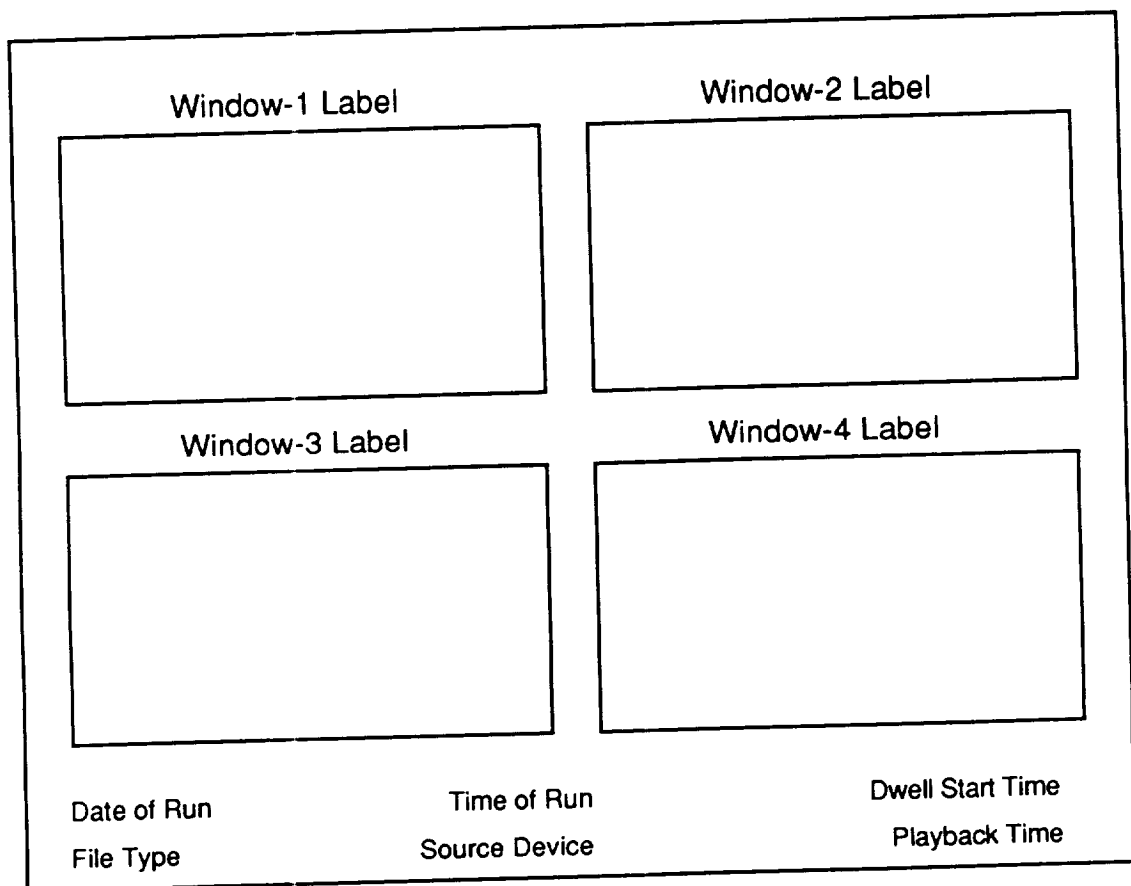 Window-1 Label
Window-2 Label
Window-3 Label
Window-4 Label
Date of Run
Time of Run
Dwell Start Time
File Type
Source Device
Playback Time